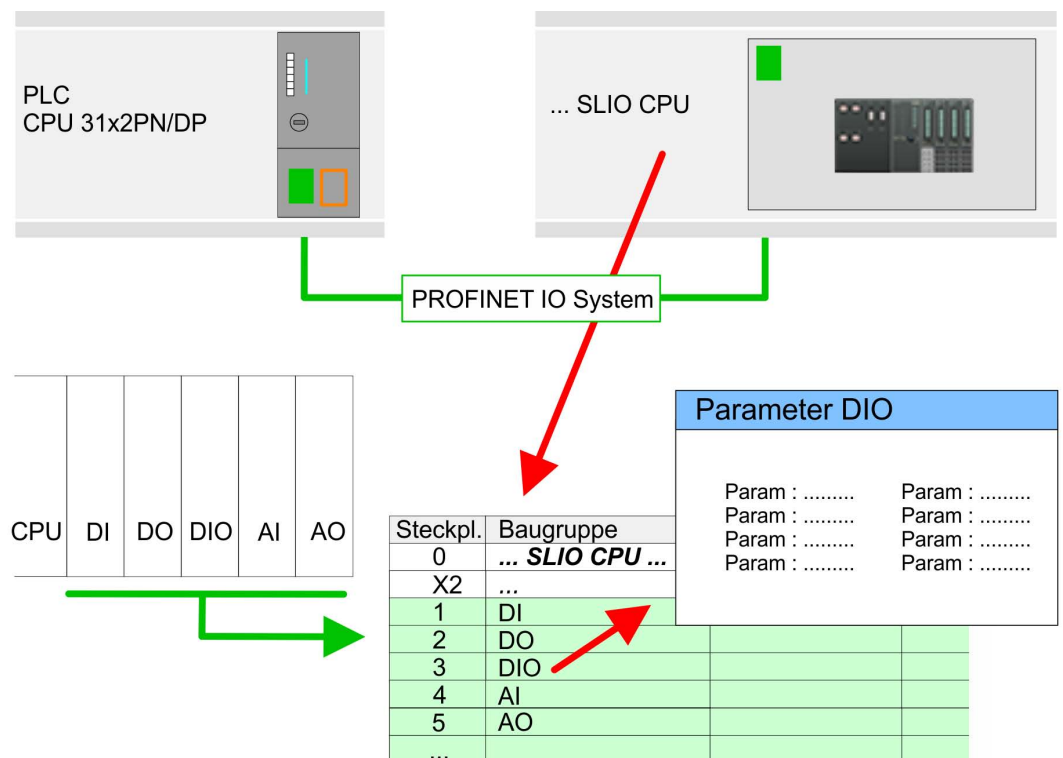 PLC
CPU 31x2PN/DP
... SLIO CPU
PROFINET IO System
CPU DI DO DIO AI AO
Parameter DIO
Param : ......... Param : .........
Param : ......... Param : .........
Param : ......... Param : .........
Param : ......... Param : .........
Steckpl. Baugruppe
0 ... SLIO CPU ...
X2 ...
1 DI
2 DO
3 DIO
4 AI
5 AO
...